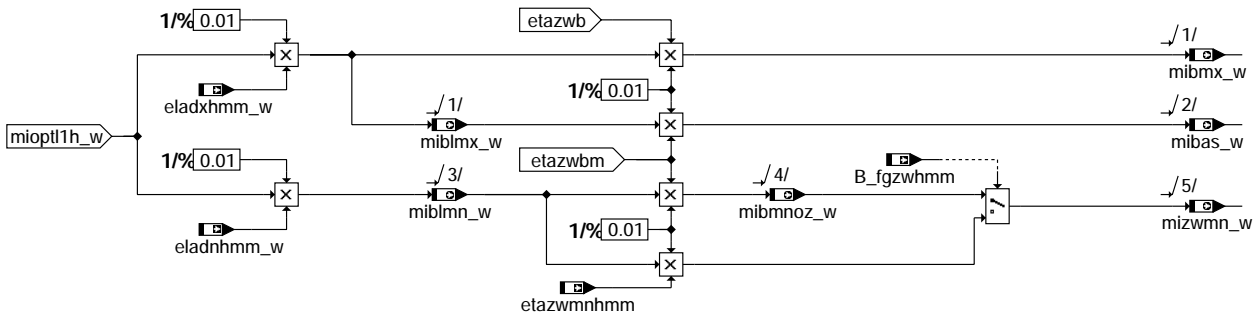 1/% 0.01
etazwb
1/
mibmx_w
eladxhmm_w
1/% 0.01
1/
miblmx_w
2/
mibas_w
mioptl1h_w
1/% 0.01
etazwbm
B_fgzwhmm
3/
miblmn_w
4/
mibmnoz_w
5/
mizwmn_w
eladnhmm_w
1/% 0.01
etazwmnhmm